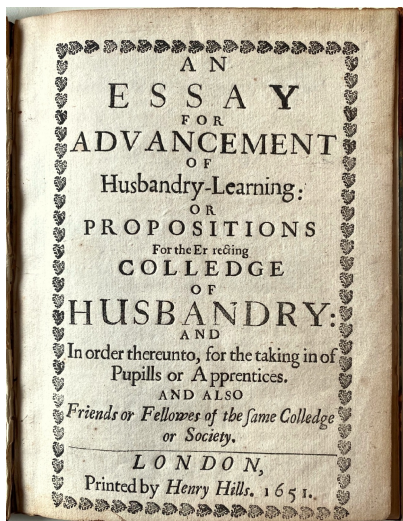 AN
ESSAY
FOR
ADVANCEMENT
OF
Husbandry-Learning:
OR
PROPOSITIONS
For the Er recting
COLLEDGE
OF
HUSBANDRY:
AND
In order thereunto, for the taking in of
Pupills or Apprentices.
AND ALSO
Friends or Fellowes of the ſame Colledge
or Society.
LONDON,
Printed by Henry Hills. 1651.